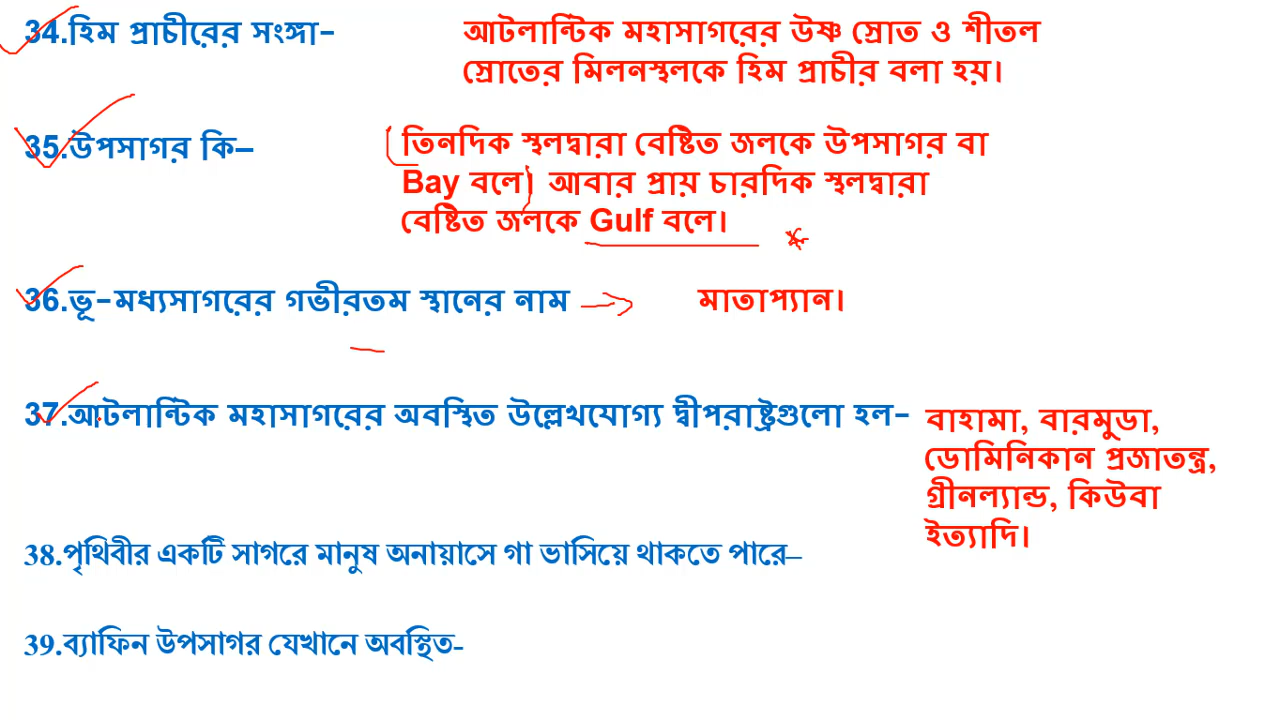 34.হিম প্রাচীরের সংঙ্গা–
আটলান্টিক মহাসাগরের উষ্ণ স্রোত ও শীতল
স্রোতের মিলনস্থলকে হিম প্রাচীর বলা হয়।
35.উপসাগর কি–
তিনদিক স্থলদ্বারা বেষ্টিত জলকে উপসাগর বা
Bay বলে। আবার প্রায় চারদিক স্থলদ্বারা
বেষ্টিত জলকে Gulf বলে।
36.ভূ–মধ্যসাগরের গভীরতম স্থানের নাম
মাতাপ্যান।
37.আটলান্টিক মহাসাগরের অবস্থিত উল্লেখযোগ্য দ্বীপরাষ্ট্রগুলো হল–
বাহামা, বারমুডা,
ডোমিনিকান প্রজাতন্ত্র,
গ্রীনল্যান্ড, কিউবা
ইত্যাদি।
38.পৃথিবীর একটি সাগরে মানুষ অনায়াসে গা ভাসিয়ে থাকতে পারে–
39.ব্যাফিন উপসাগর যেখানে অবস্থিত-